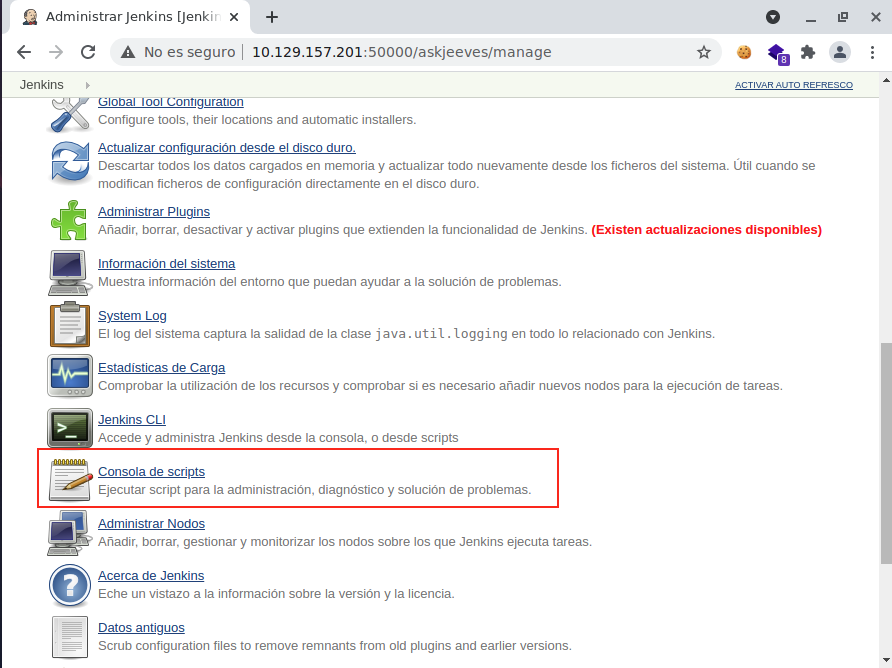 Administrar Jenkins [Jenkin
No es seguro
10.129.157.201:50000/askjeeves/manage
8
Jenkins
ACTIVAR AUTO REFRESCO
Global Tool Configuration
Configure tools, their locations and automatic installers.
Actualizar configuración desde el disco duro.
Descartar todos los datos cargados en memoria y actualizar todo nuevamente desde los ficheros del sistema. Útil cuando se
modifican ficheros de configuración directamente en el disco duro.
Administrar Plugins
Añadir, borrar, desactivar y activar plugins que extienden la funcionalidad de Jenkins. (Existen actualizaciones disponibles)
Información del sistema
Muestra información del entorno que puedan ayudar a la solución de problemas.
System Log
El log del sistema captura la salida de la clase java.util.logging en todo lo relacionado con Jenkins.
Estadísticas de Carga
Comprobar la utilización de los recursos y comprobar si es necesario añadir nuevos nodos para la ejecución de tareas.
Jenkins CLI
Accede y administra Jenkins desde la consola, o desde scripts
Consola de scripts
Ejecutar script para la administración, diagnóstico y solución de problemas.
Administrar Nodos
Añadir, borrar, gestionar y monitorizar los nodos sobre los que Jenkins ejecuta tareas.
Acerca de Jenkins
Eche un vistazo a la información sobre la versión y la licencia.
Datos antiguos
Scrub configuration files to remove remnants from old plugins and earlier versions.